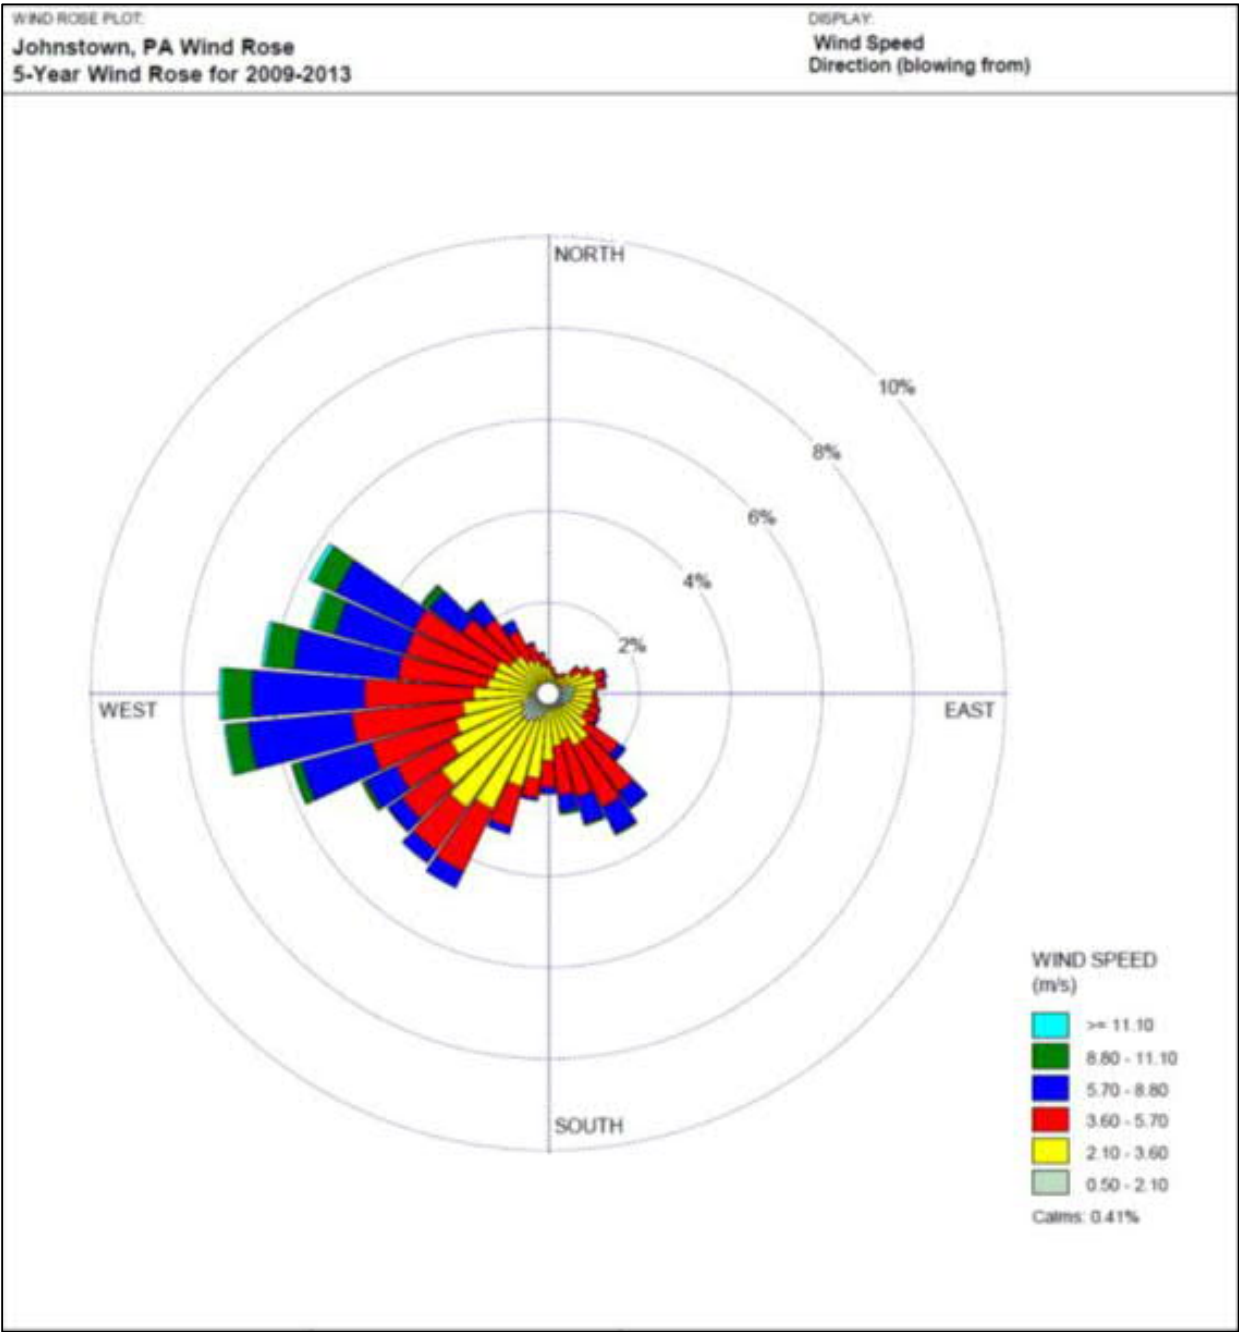 WIND ROSE PLOT:
Johnstown, PA Wind Rose
5-Year Wind Rose for 2009-2013
DISPLAY:
Wind Speed
Direction (blowing from)
NORTH
10%
8%
6%
4%
2%
WEST
EAST
SOUTH
WIND SPEED
(m/s)
>= 11.10
8.80 - 11.10
5.70 - 8.80
3.60 - 5.70
2.10 - 3.60
0.50 - 2.10
Calms: 0.41%